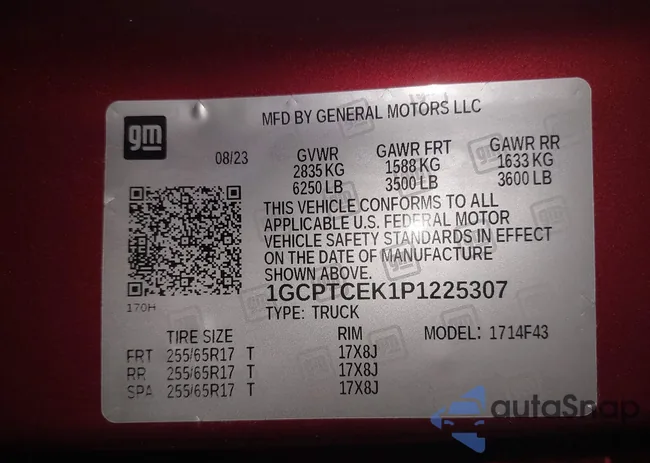 MFD BY GENERAL MOTORS LLC
gm
08/23
GVWR GAWR FRT GAWR RR
2835 KG 1588 KG 1633 KG
6250 LB 3500 LB 3600 LB
THIS VEHICLE CONFORMS TO ALL
APPLICABLE U.S. FEDERAL MOTOR
VEHICLE SAFETY STANDARDS IN EFFECT
ON THE DATE OF MANUFACTURE
SHOWN ABOVE.
170H
1GCPTCEK1P1225307
TYPE: TRUCK
TIRE SIZE RIM MODEL: 1714F43
FRT 255/65R17 T 17X8J
RR 255/65R17 T 17X8J
SPA 255/65R17 T 17X8J
autaSnap